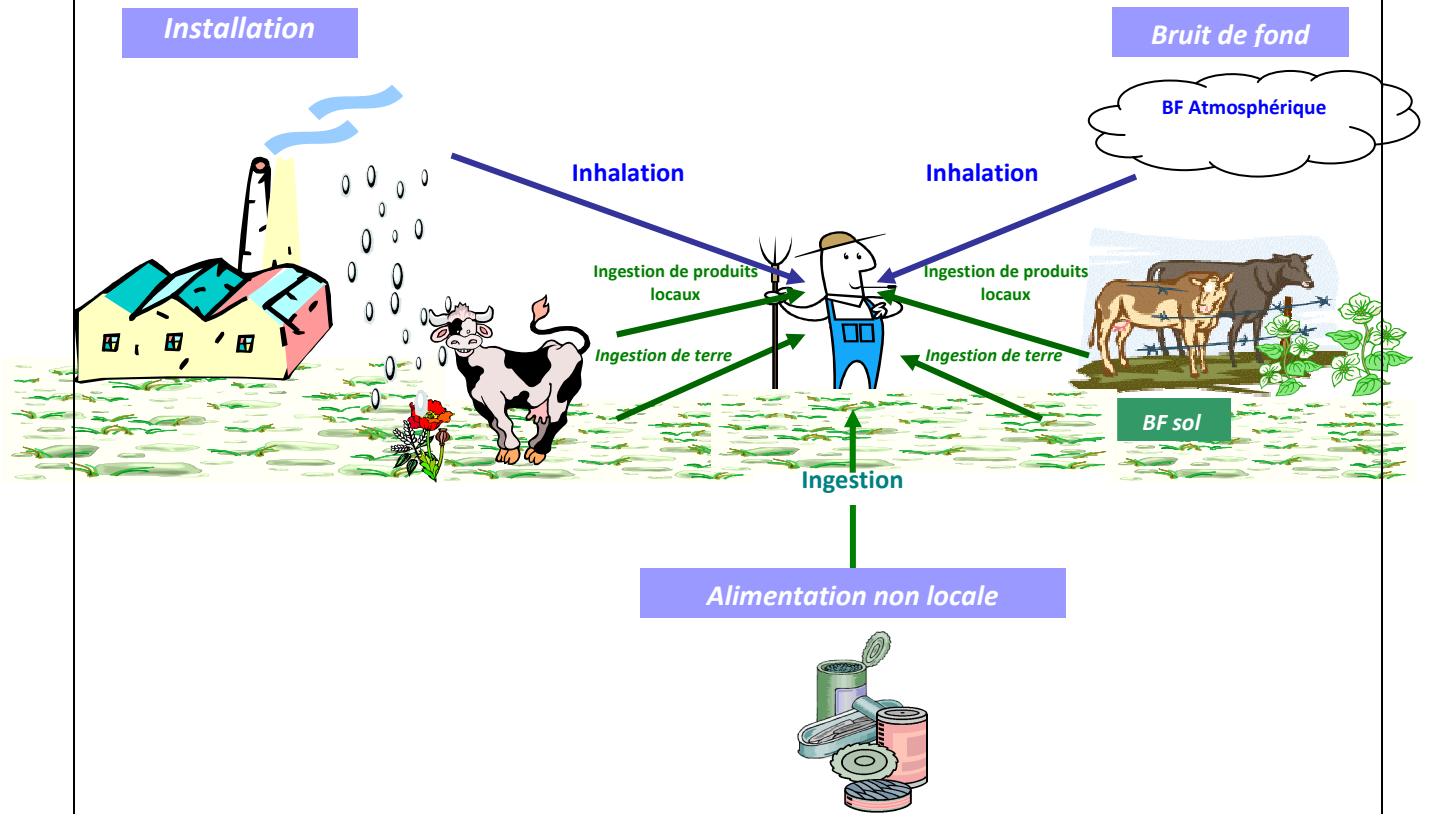 Installation
Bruit de fond
BF Atmosphérique
Inhalation
Inhalation
Ingestion de produits
locaux
Ingestion de produits
locaux
Ingestion de terre
Ingestion de terre
BF sol
Ingestion
Alimentation non locale